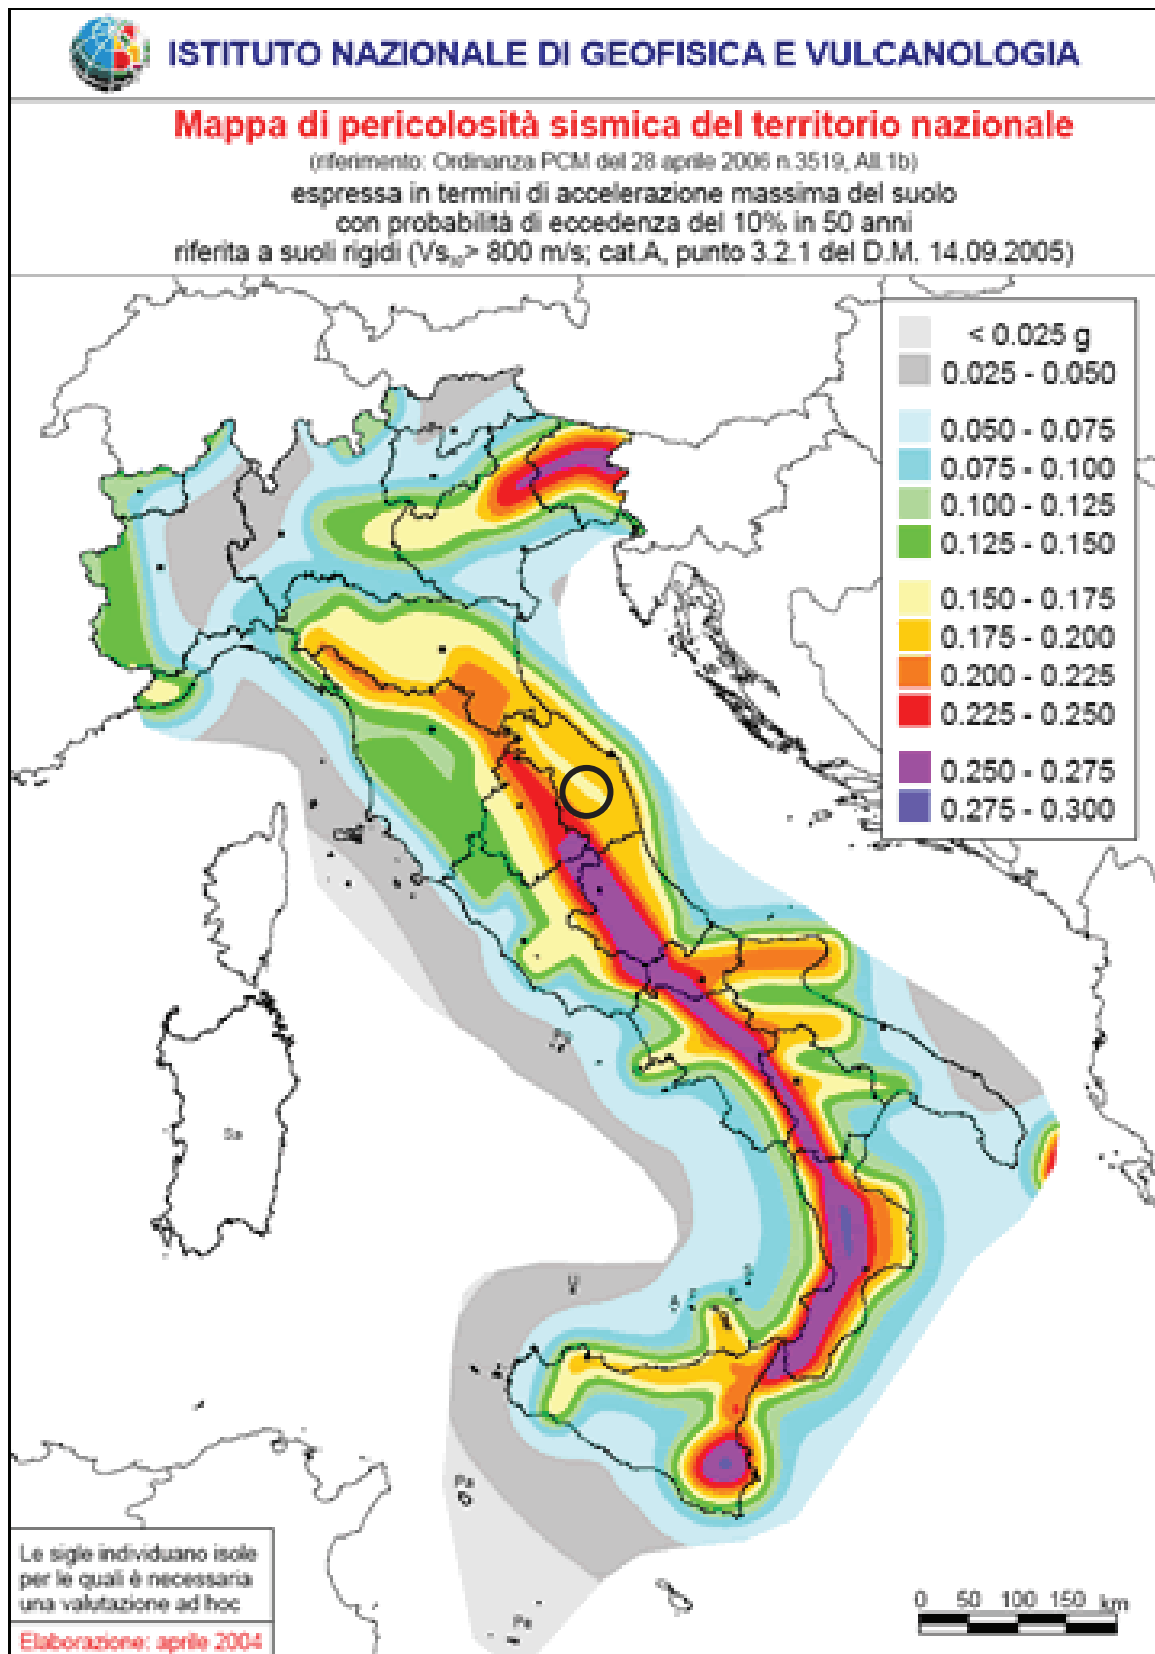 ISTITUTO NAZIONALE DI GEOFISICA E VULCANOLOGIA
Mappa di pericolosità sismica del territorio nazionale
(riferimento: Ordinanza PCM del 28 aprile 2006 n.3519, All.1b)
espressa in termini di accelerazione massima del suolo
con probabilità di eccedenza del 10% in 50 anni
riferita a suoli rigidi (Vs₃₀> 800 m/s; cat.A, punto 3.2.1 del D.M. 14.09.2005)
< 0.025 g
0.025 - 0.050
0.050 - 0.075
0.075 - 0.100
0.100 - 0.125
0.125 - 0.150
0.150 - 0.175
0.175 - 0.200
0.200 - 0.225
0.225 - 0.250
0.250 - 0.275
0.275 - 0.300
Sa
U
Pa
Pe
Le sigle individuano isole
per le quali è necessaria
una valutazione ad hoc
Elaborazione: aprile 2004
0 50 100 150 km